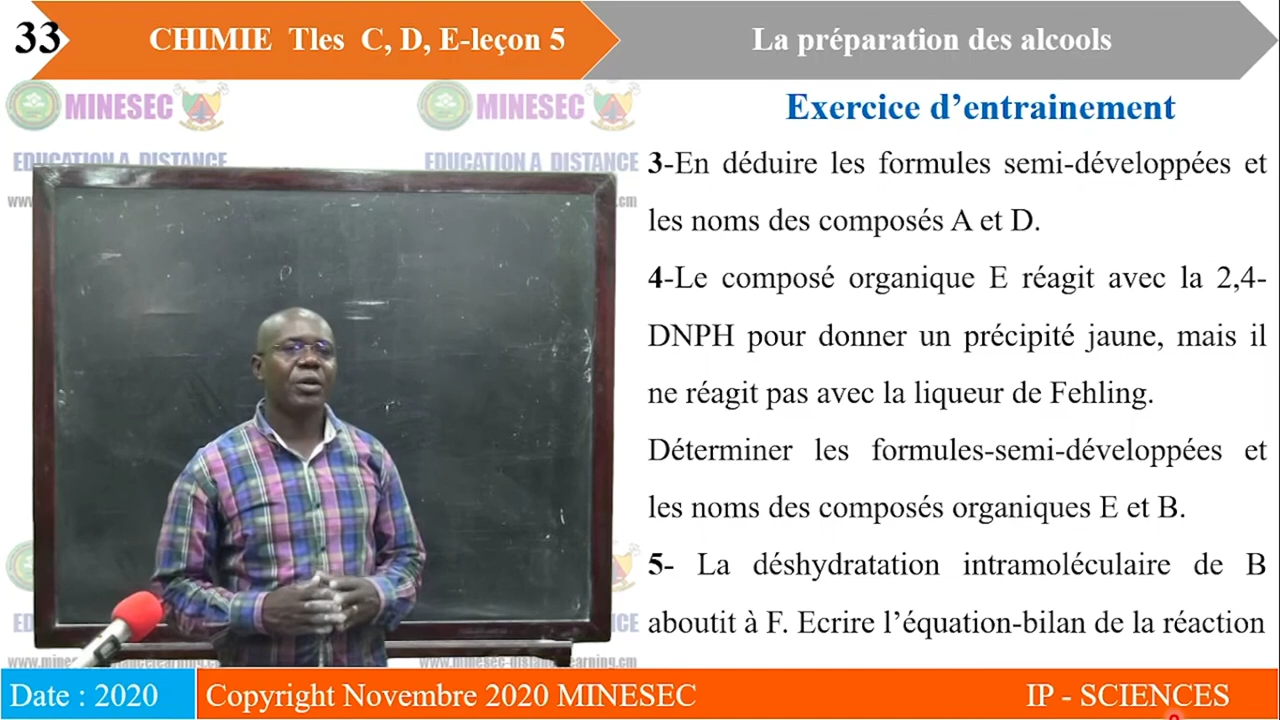 33
CHIMIE Tles C, D, E-leçon 5
La préparation des alcools
MINESEC
MINESEC
EDUCATION A DISTANCE
EDUCATION A DISTANCE
Exercice d’entrainement
3-En déduire les formules semi-développées et
les noms des composés A et D.
4-Le composé organique E réagit avec la 2,4-
DNPH pour donner un précipité jaune, mais il
ne réagit pas avec la liqueur de Fehling.
Déterminer les formules-semi-développées et
les noms des composés organiques E et B.
5- La déshydratation intramoléculaire de B
aboutit à F. Ecrire l’équation-bilan de la réaction
Date : 2020
Copyright Novembre 2020 MINESEC
IP - SCIENCES